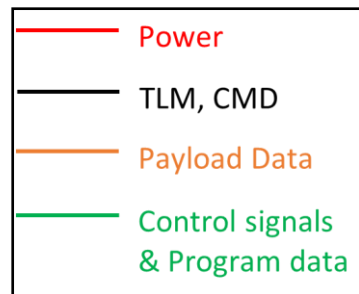 Power
TLM, CMD
Payload Data
Control signals
& Program data